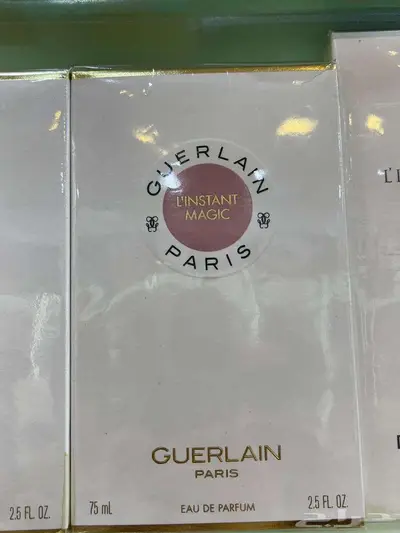 GUERLAIN
L'INSTANT
MAGIC
PARIS
GUERLAIN
PARIS
2.5 FL. OZ.
75 mL
EAU DE PARFUM
2.5 FL. OZ.